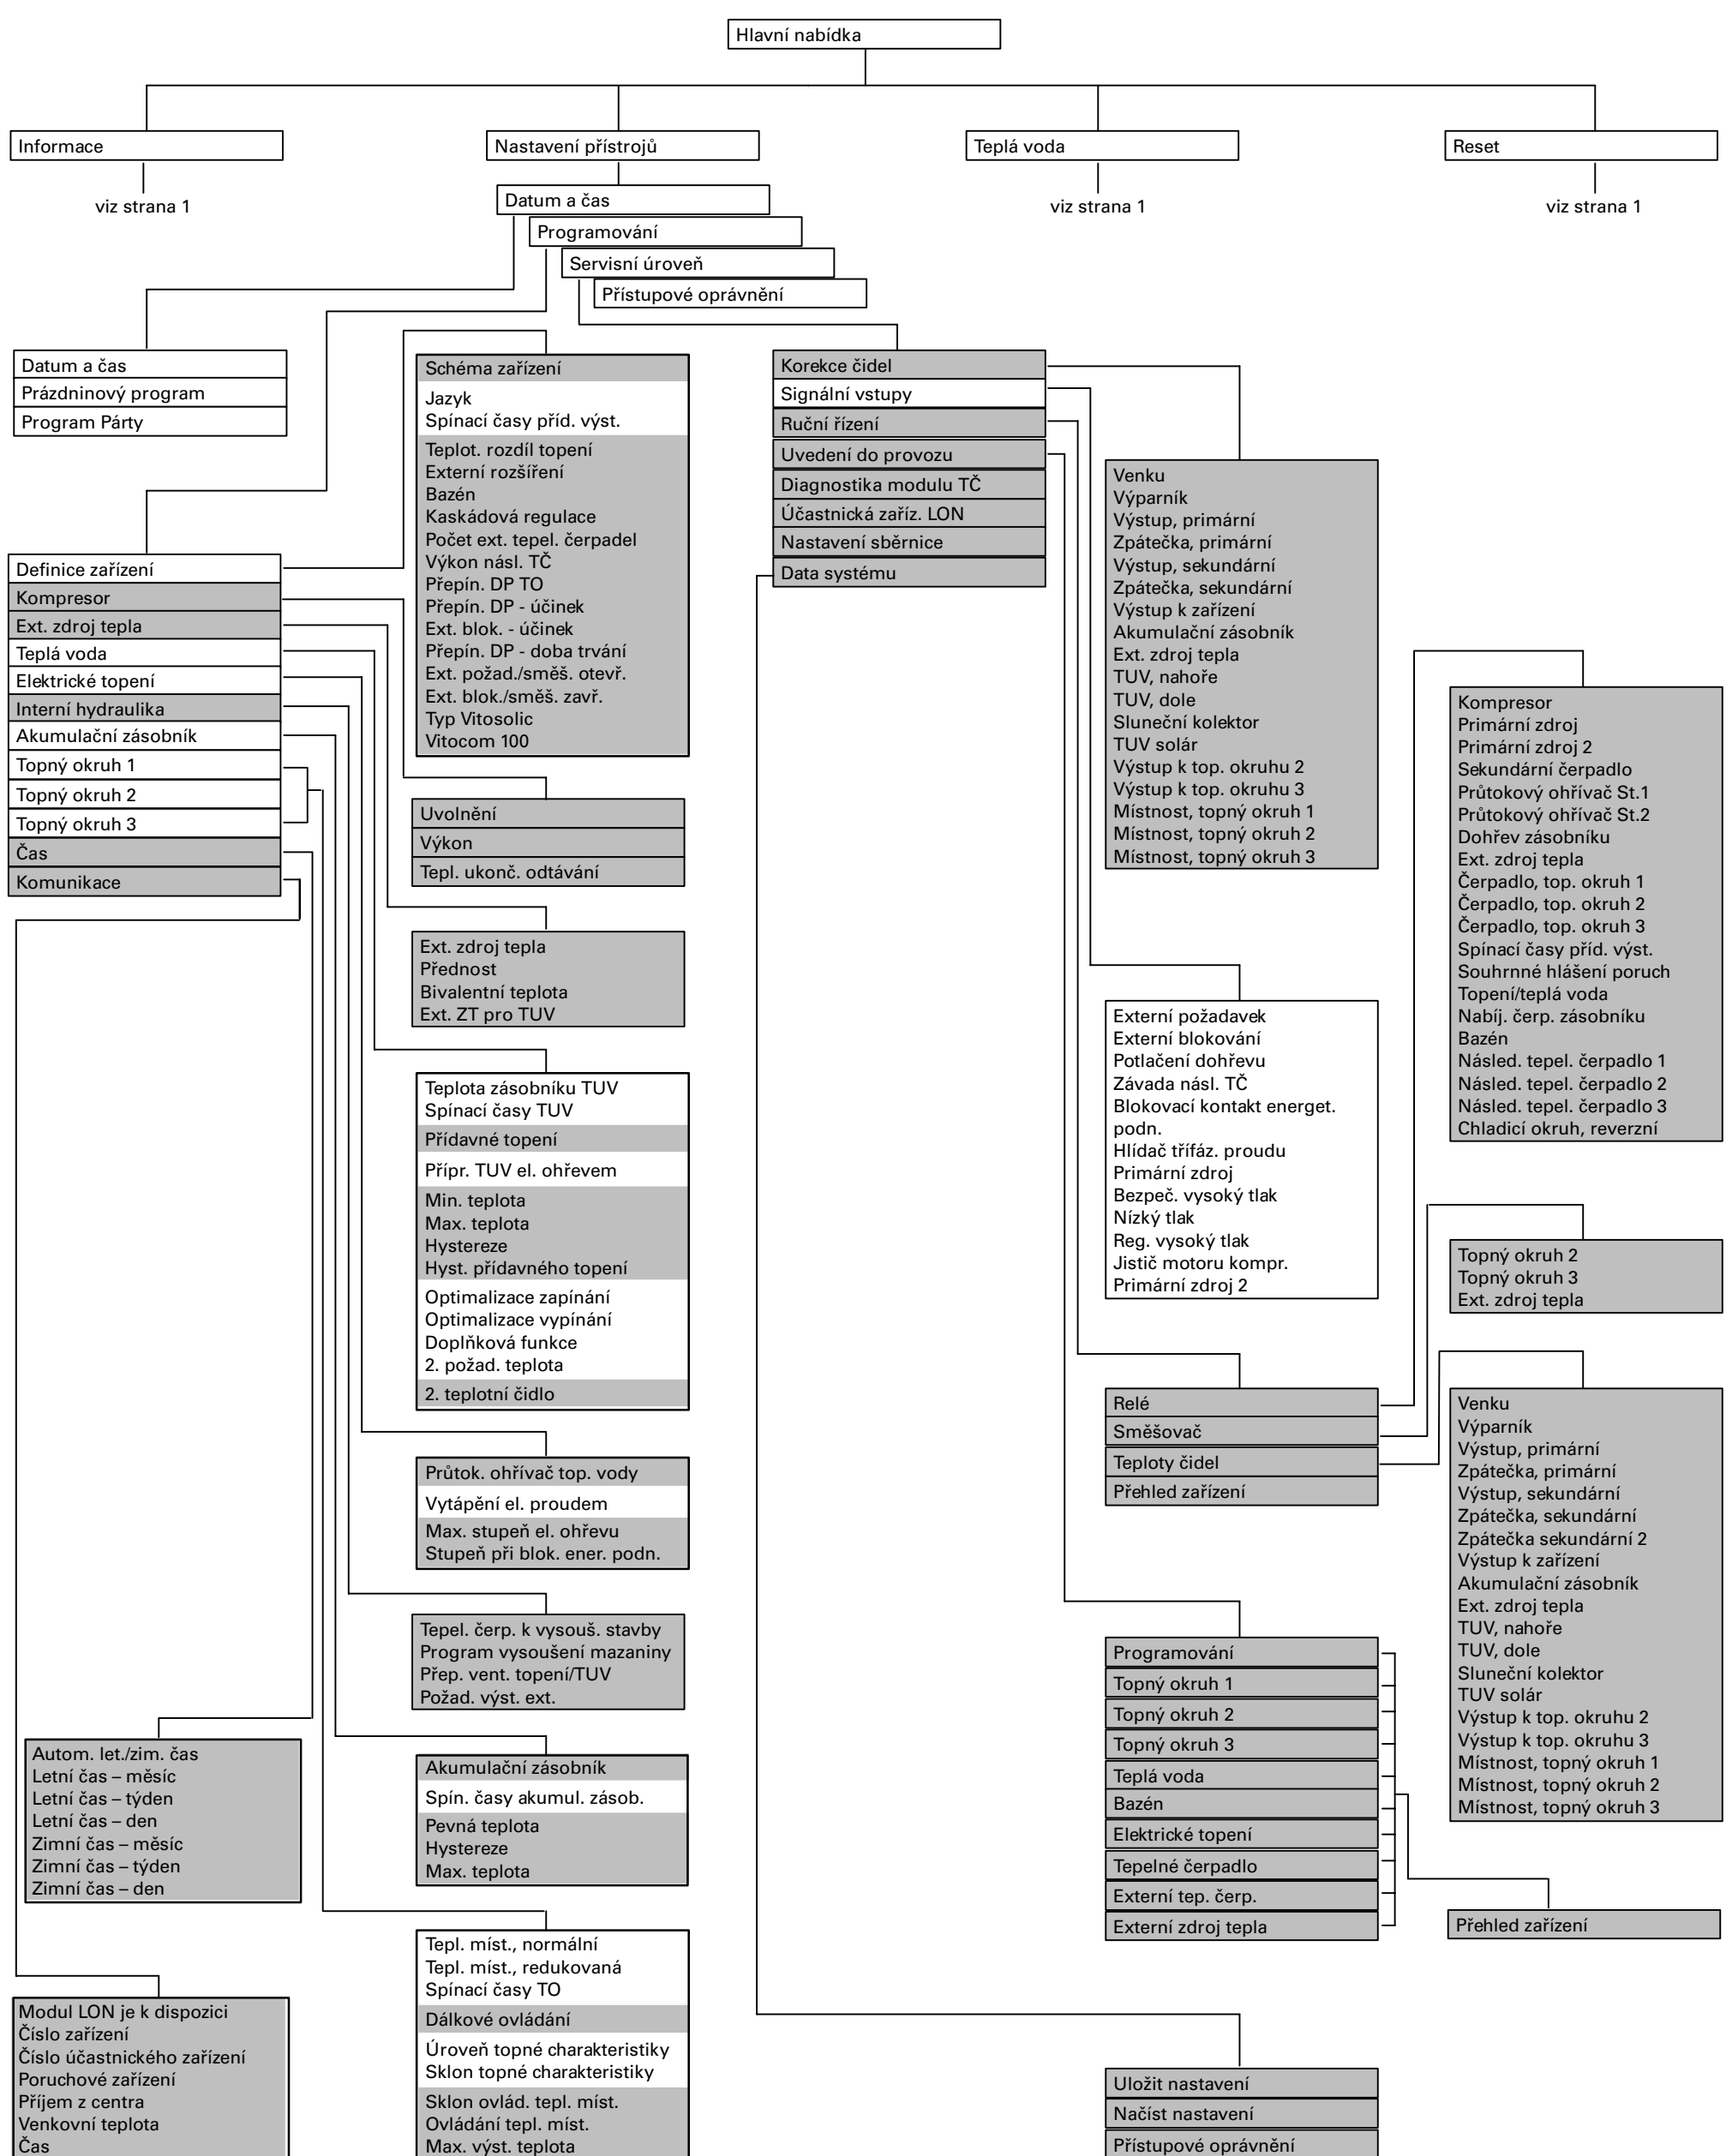 Hlavní nabídka
Informace
Nastavení přístrojů
Teplá voda
Reset
viz strana 1
viz strana 1
viz strana 1
Datum a čas
Programování
Servisní úroveň
Přístupové oprávnění
Datum a čas
Prázdninový program
Program Párty
Definice zařízení
Kompresor
Ext. zdroj tepla
Teplá voda
Elektrické topení
Interní hydraulika
Akumulační zásobník
Topný okruh 1
Topný okruh 2
Topný okruh 3
Čas
Komunikace
Autom. let./zim. čas
Letní čas – měsíc
Letní čas – týden
Letní čas – den
Zimní čas – měsíc
Zimní čas – týden
Zimní čas – den
Modul LON je k dispozici
Číslo zařízení
Číslo účastnického zařízení
Poruchové zařízení
Příjem z centra
Venkovní teplota
Čas
Schéma zařízení
Jazyk
Spínací časy příd. výst.
Teplot. rozdíl topení
Externí rozšíření
Bazén
Kaskádová regulace
Počet ext. tepel. čerpadel
Výkon násl. TČ
Přepín. DP TO
Přepín. DP - účinek
Ext. blok. - účinek
Přepín. DP - doba trvání
Ext. požad./směš. otevř.
Ext. blok./směš. zavř.
Typ Vitosolic
Vitocom 100
Uvolnění
Výkon
Tepl. ukonč. odtávání
Ext. zdroj tepla
Přednost
Bivalentní teplota
Ext. ZT pro TUV
Teplota zásobníku TUV
Spínací časy TUV
Přídavné topení
Přípr. TUV el. ohřevem
Min. teplota
Max. teplota
Hystereze
Hyst. přídavného topení
Optimalizace zapínání
Optimalizace vypínání
Doplňková funkce
2. požad. teplota
2. teplotní čidlo
Průtok. ohřívač top. vody
Vytápění el. proudem
Max. stupeň el. ohřevu
Stupeň při blok. ener. podn.
Tepel. čerp. k vysouš. stavby
Program vysoušení mazaniny
Přep. vent. topení/TUV
Požad. výst. ext.
Akumulační zásobník
Spín. časy akumul. zásob.
Pevná teplota
Hystereze
Max. teplota
Tepl. míst., normální
Tepl. míst., redukovaná
Spínací časy TO
Dálkové ovládání
Úroveň topné charakteristiky
Sklon topné charakteristiky
Sklon ovlád. tepl. míst.
Ovládání tepl. míst.
Max. výst. teplota
Korekce čidel
Signální vstupy
Ruční řízení
Uvedení do provozu
Diagnostika modulu TČ
Účastnická zaříz. LON
Nastavení sběrnice
Data systému
Venku
Výparník
Výstup, primární
Zpátečka, primární
Výstup, sekundární
Zpátečka, sekundární
Výstup k zařízení
Akumulační zásobník
Ext. zdroj tepla
TUV, nahoře
TUV, dole
Sluneční kolektor
TUV solár
Výstup k top. okruhu 2
Výstup k top. okruhu 3
Místnost, topný okruh 1
Místnost, topný okruh 2
Místnost, topný okruh 3
Externí požadavek
Externí blokování
Potlačení dohřevu
Závada násl. TČ
Blokovací kontakt energet.
podn.
Hlídač třífáz. proudu
Primární zdroj
Bezpeč. vysoký tlak
Nízký tlak
Reg. vysoký tlak
Jistič motoru kompr.
Primární zdroj 2
Relé
Směšovač
Teploty čidel
Přehled zařízení
Programování
Topný okruh 1
Topný okruh 2
Topný okruh 3
Teplá voda
Bazén
Elektrické topení
Tepelné čerpadlo
Externí tep. čerp.
Externí zdroj tepla
Uložit nastavení
Načíst nastavení
Přístupové oprávnění
Kompresor
Primární zdroj
Primární zdroj 2
Sekundární čerpadlo
Průtokový ohřívač St.1
Průtokový ohřívač St.2
Dohřev zásobníku
Ext. zdroj tepla
Čerpadlo, top. okruh 1
Čerpadlo, top. okruh 2
Čerpadlo, top. okruh 3
Spínací časy příd. výst.
Souhrnné hlášení poruch
Topení/teplá voda
Nabíj. čerp. zásobníku
Bazén
Násled. tepel. čerpadlo 1
Násled. tepel. čerpadlo 2
Násled. tepel. čerpadlo 3
Chladicí okruh, reverzní
Topný okruh 2
Topný okruh 3
Ext. zdroj tepla
Venku
Výparník
Výstup, primární
Zpátečka, primární
Výstup, sekundární
Zpátečka, sekundární
Zpátečka sekundární 2
Výstup k zařízení
Akumulační zásobník
Ext. zdroj tepla
TUV, nahoře
TUV, dole
Sluneční kolektor
TUV solár
Výstup k top. okruhu 2
Výstup k top. okruhu 3
Místnost, topný okruh 1
Místnost, topný okruh 2
Místnost, topný okruh 3
Přehled zařízení